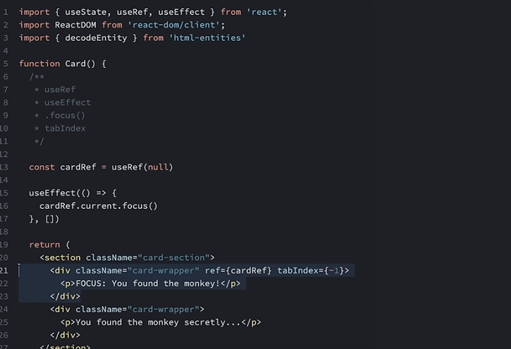 1 import { useState, useRef, useEffect } from 'react';
2 import ReactDOM from 'react-dom/client';
3 import { decodeEntity } from 'html-entities'
4
5 function Card() {
6 /**
7 * useRef
8 * useEffect
9 * .focus()
10 * tabIndex
11 */
12
13 const cardRef = useRef(null)
14
15 useEffect(() => {
16 cardRef.current.focus()
17 }, [])
18
19 return (
20 <section className="card-section">
21 <div className="card-wrapper" ref={cardRef} tabIndex={-1}>
22 <p>FOCUS: You found the monkey!</p>
23 </div>
24 <div className="card-wrapper">
25 <p>You found the monkey secretly...</p>
26 </div>
27 </section>